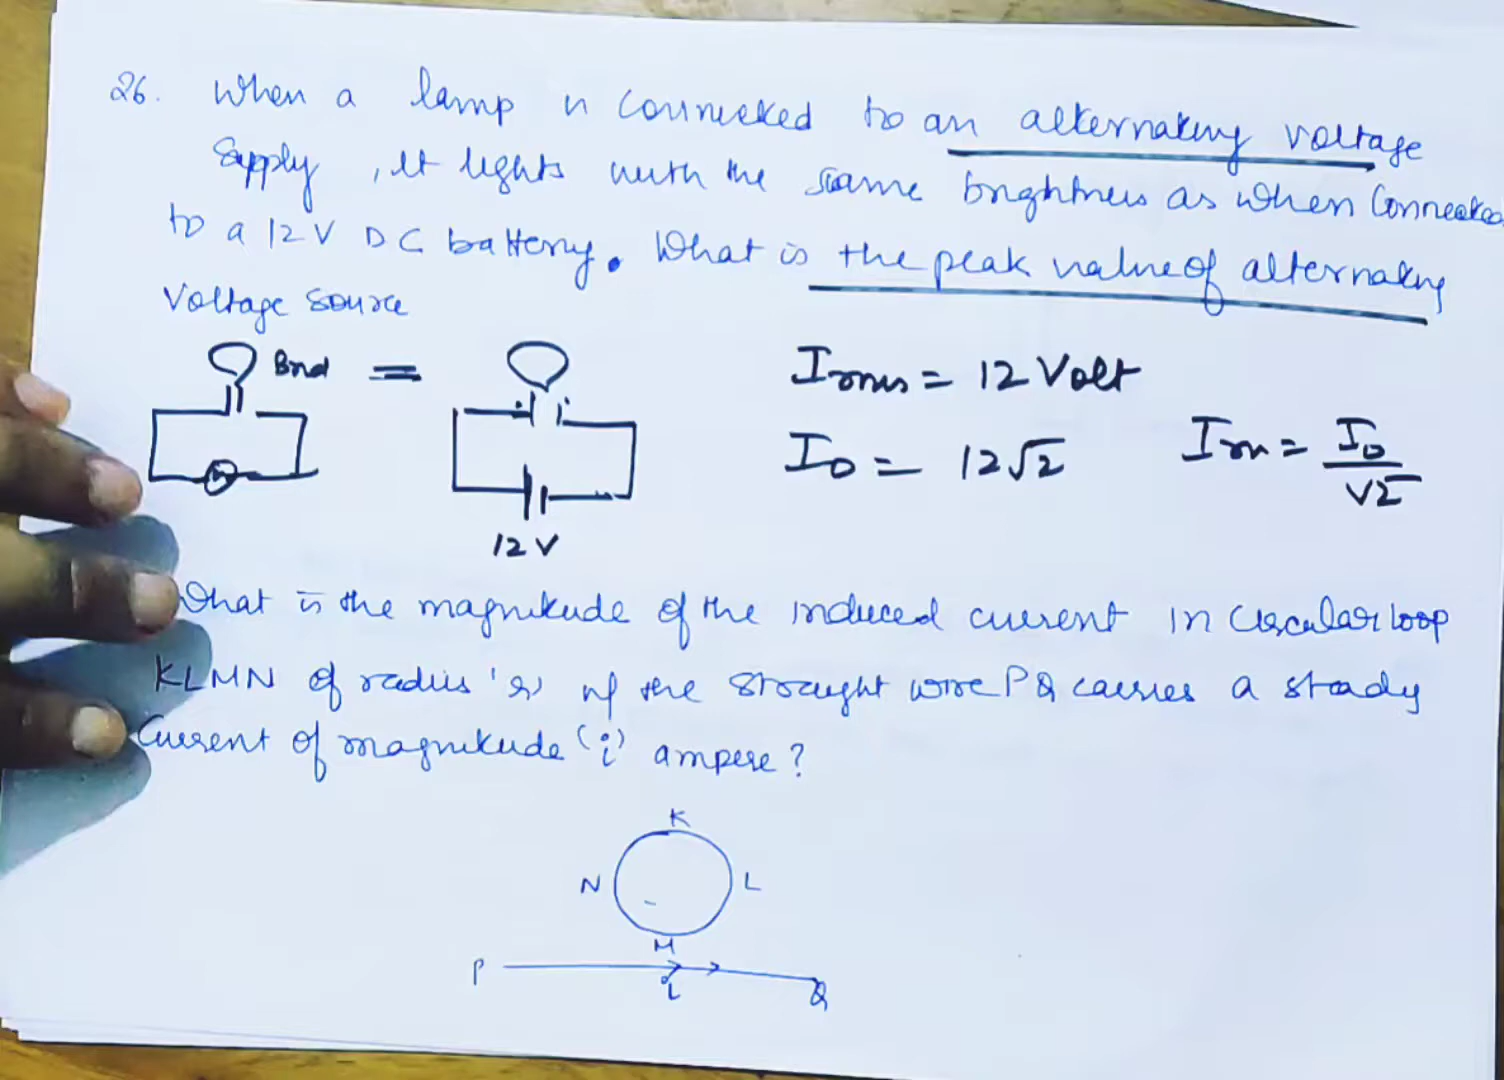 26. When a lamp is connected to an alternating voltage
Supply, it lights with the same brightness as when Connected
to a 12V DC battery. What is the peak value of alternating
Voltage source
Irms = 12 Volt
I0 = 12√2 Irm = I0/√2
12 V
What is the magnitude of the induced current in Circular loop
KLMN of radius 'r' if the straight wire PQ carries a steady
Current of magnitude 'i' ampere?
K
N L
M
P i Q